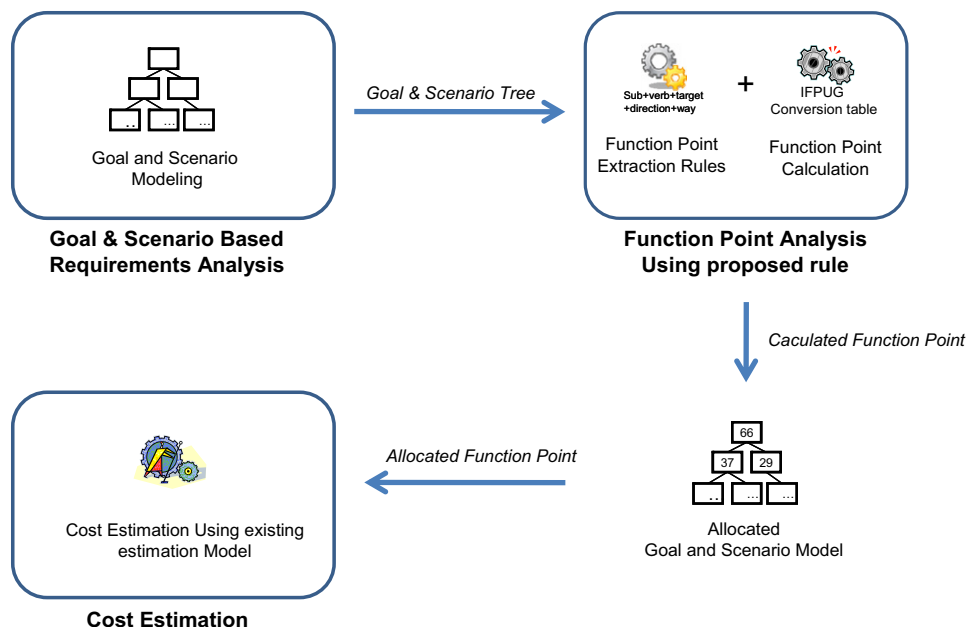 .. ... ...
Goal and Scenario
Modeling
Goal & Scenario Based
Requirements Analysis
Goal & Scenario Tree
Sub+verb+target
+direction+way
Function Point
Extraction Rules
+
IFPUG
Conversion table
Function Point
Calculation
Function Point Analysis
Using proposed rule
Caculated Function Point
66
37 29
.. ... ...
Allocated
Goal and Scenario Model
Allocated Function Point
Cost Estimation Using existing
estimation Model
Cost Estimation